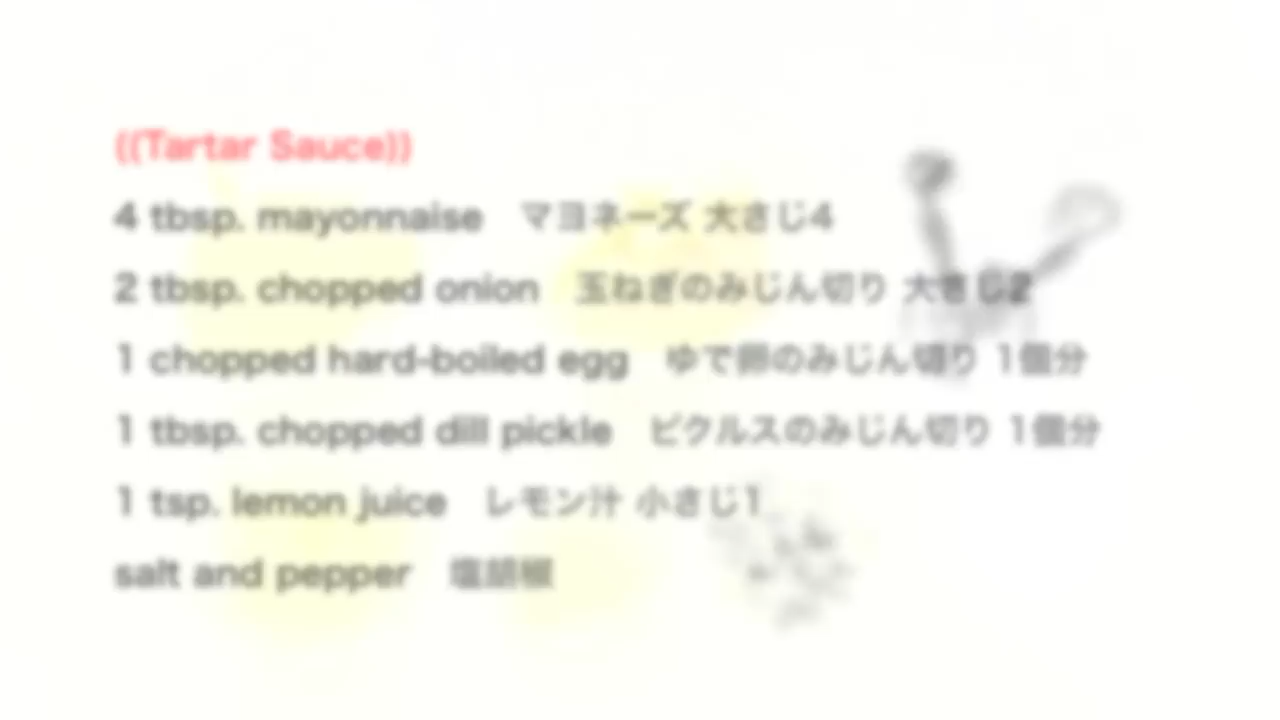 ((Tartar Sauce))
4 tbsp. mayonnaise マヨネーズ 大さじ4
2 tbsp. chopped onion 玉ねぎのみじん切り 大さじ2
1 chopped hard-boiled egg ゆで卵のみじん切り 1個分
1 tbsp. chopped dill pickle ピクルスのみじん切り 1個分
1 tsp. lemon juice レモン汁 小さじ1
salt and pepper 塩胡椒